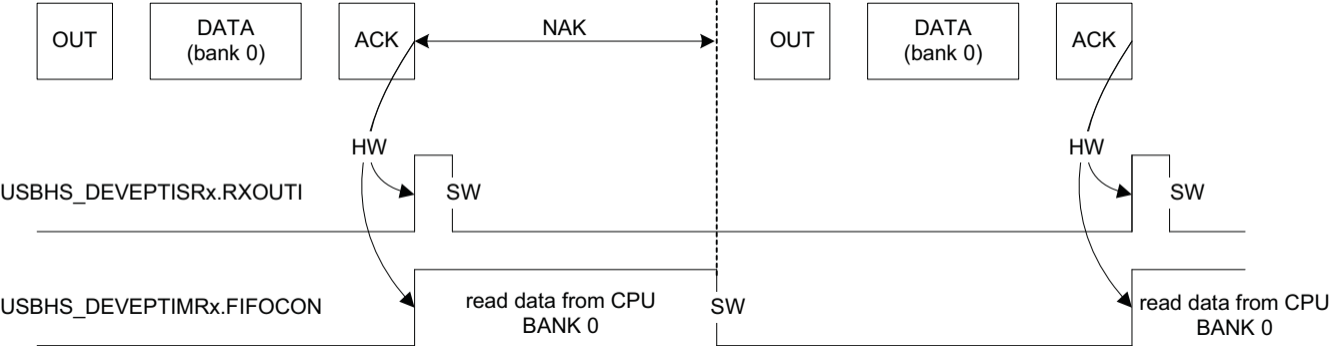 OUT
DATA
(bank 0)
ACK
NAK
OUT
DATA
(bank 0)
ACK
HW
HW
USBHS_DEVEPTISRx.RXOUTI
SW
SW
USBHS_DEVEPTIMRx.FIFOCON
read data from CPU
BANK 0
SW
read data from CPU
BANK 0